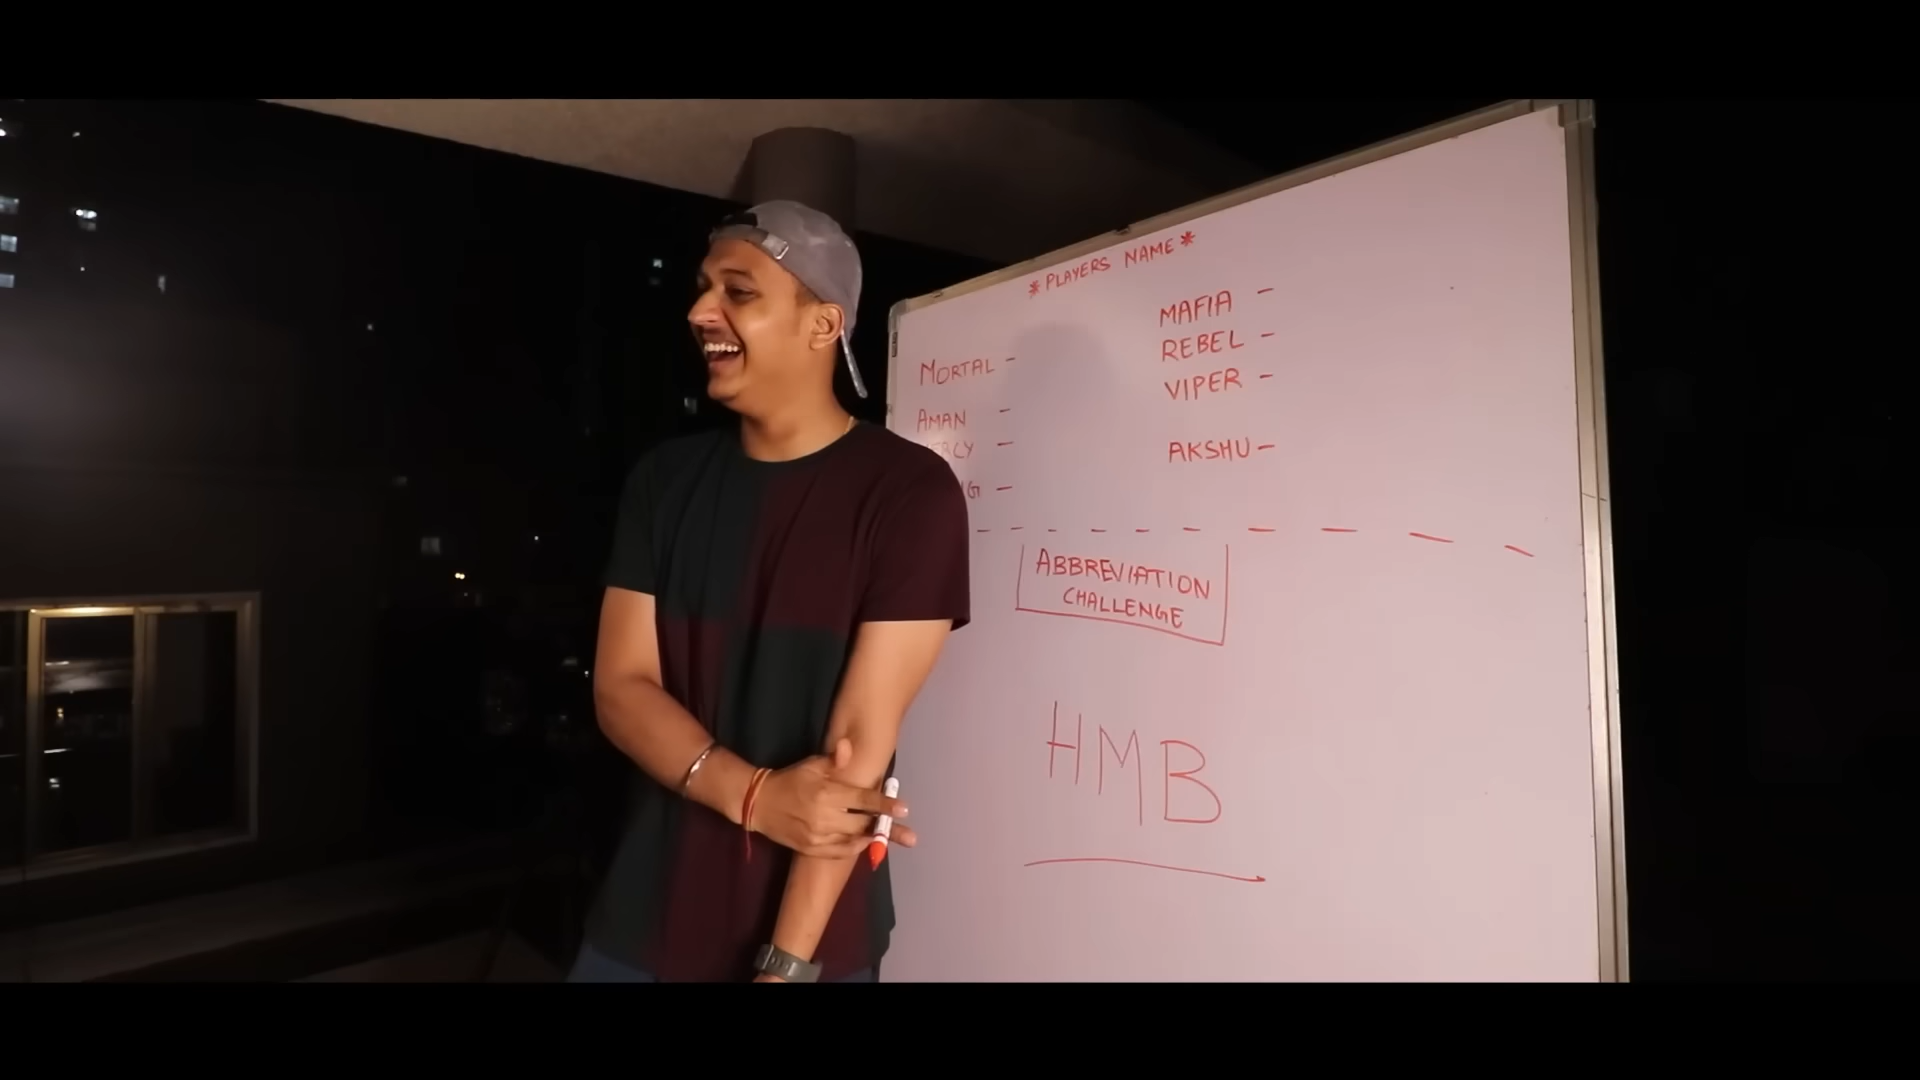 * PLAYERS NAME *
MORTAL -
AMAN -
MAFIA -
REBEL -
VIPER -
AKSHU -
ABBREVIATION
CHALLENGE
HMB